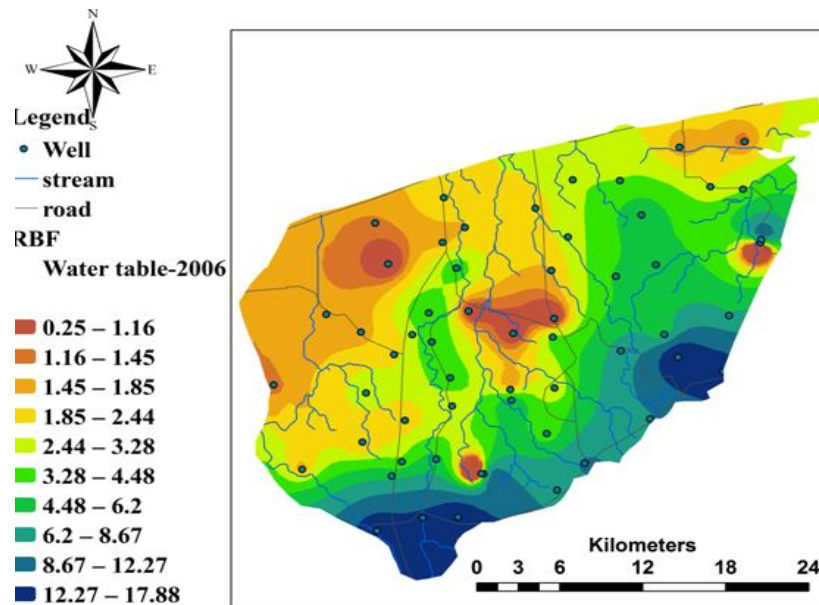 N
W E
S
Legend
Well
stream
road
RBF
Water table-2006
0.25 – 1.16
1.16 – 1.45
1.45 – 1.85
1.85 – 2.44
2.44 – 3.28
3.28 – 4.48
4.48 – 6.2
6.2 – 8.67
8.67 – 12.27
12.27 – 17.88
Kilometers
0 3 6 12 18 24